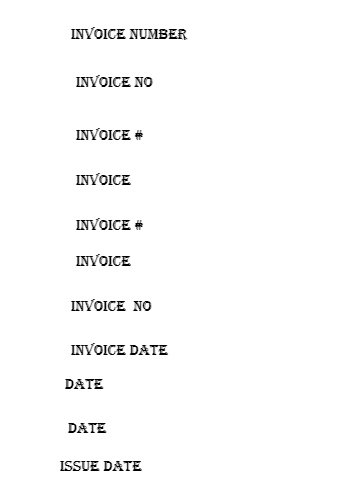 INVOICE NUMBER
INVOICE NO
INVOICE #
INVOICE
INVOICE #
INVOICE
INVOICE  NO
INVOICE DATE
DATE
DATE
ISSUE DATE